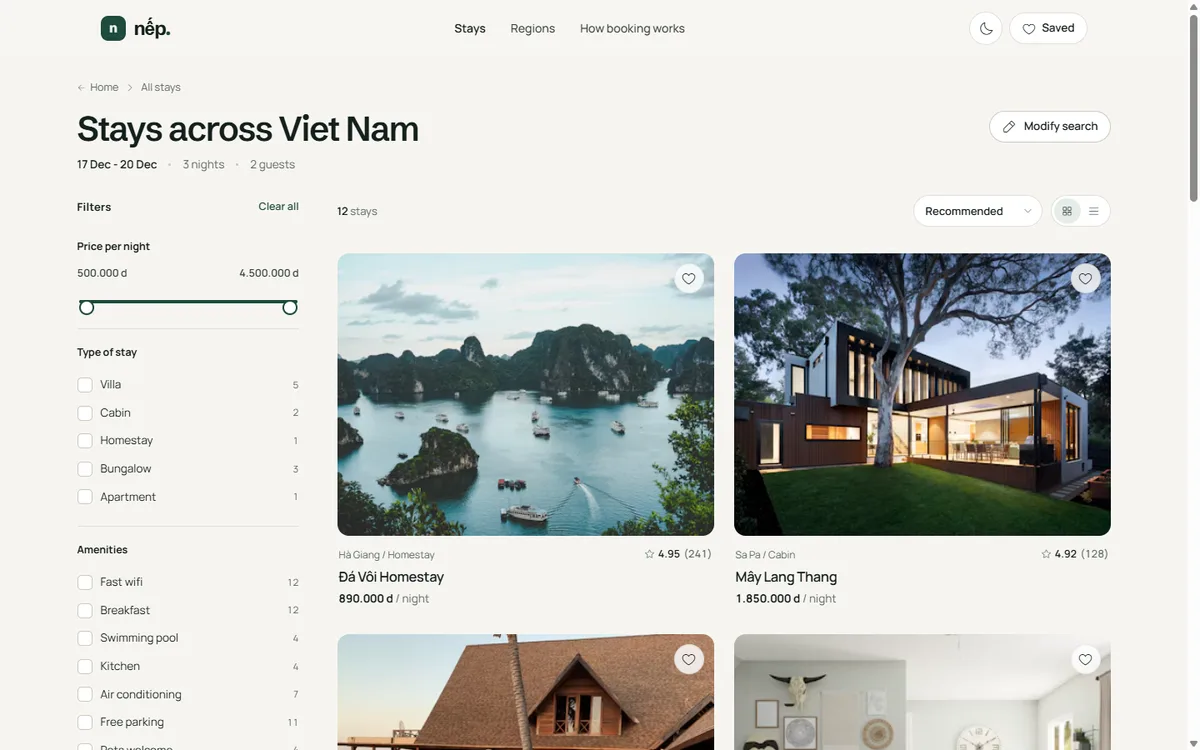 n nếp.
Stays Regions How booking works
Saved
← Home > All stays
Stays across Viet Nam
Modify search
17 Dec - 20 Dec · 3 nights · 2 guests
Filters Clear all
Price per night
500.000 đ 4.500.000 đ
Type of stay
Villa 5
Cabin 2
Homestay 1
Bungalow 3
Apartment 1
Amenities
Fast wifi 12
Breakfast 12
Swimming pool 4
Kitchen 4
Air conditioning 7
Free parking 11
12 stays
Recommended
Hà Giang / Homestay 4.95 (241)
Đá Vôi Homestay
890.000 đ / night
Sa Pa / Cabin 4.92 (128)
Mây Lang Thang
1.850.000 đ / night